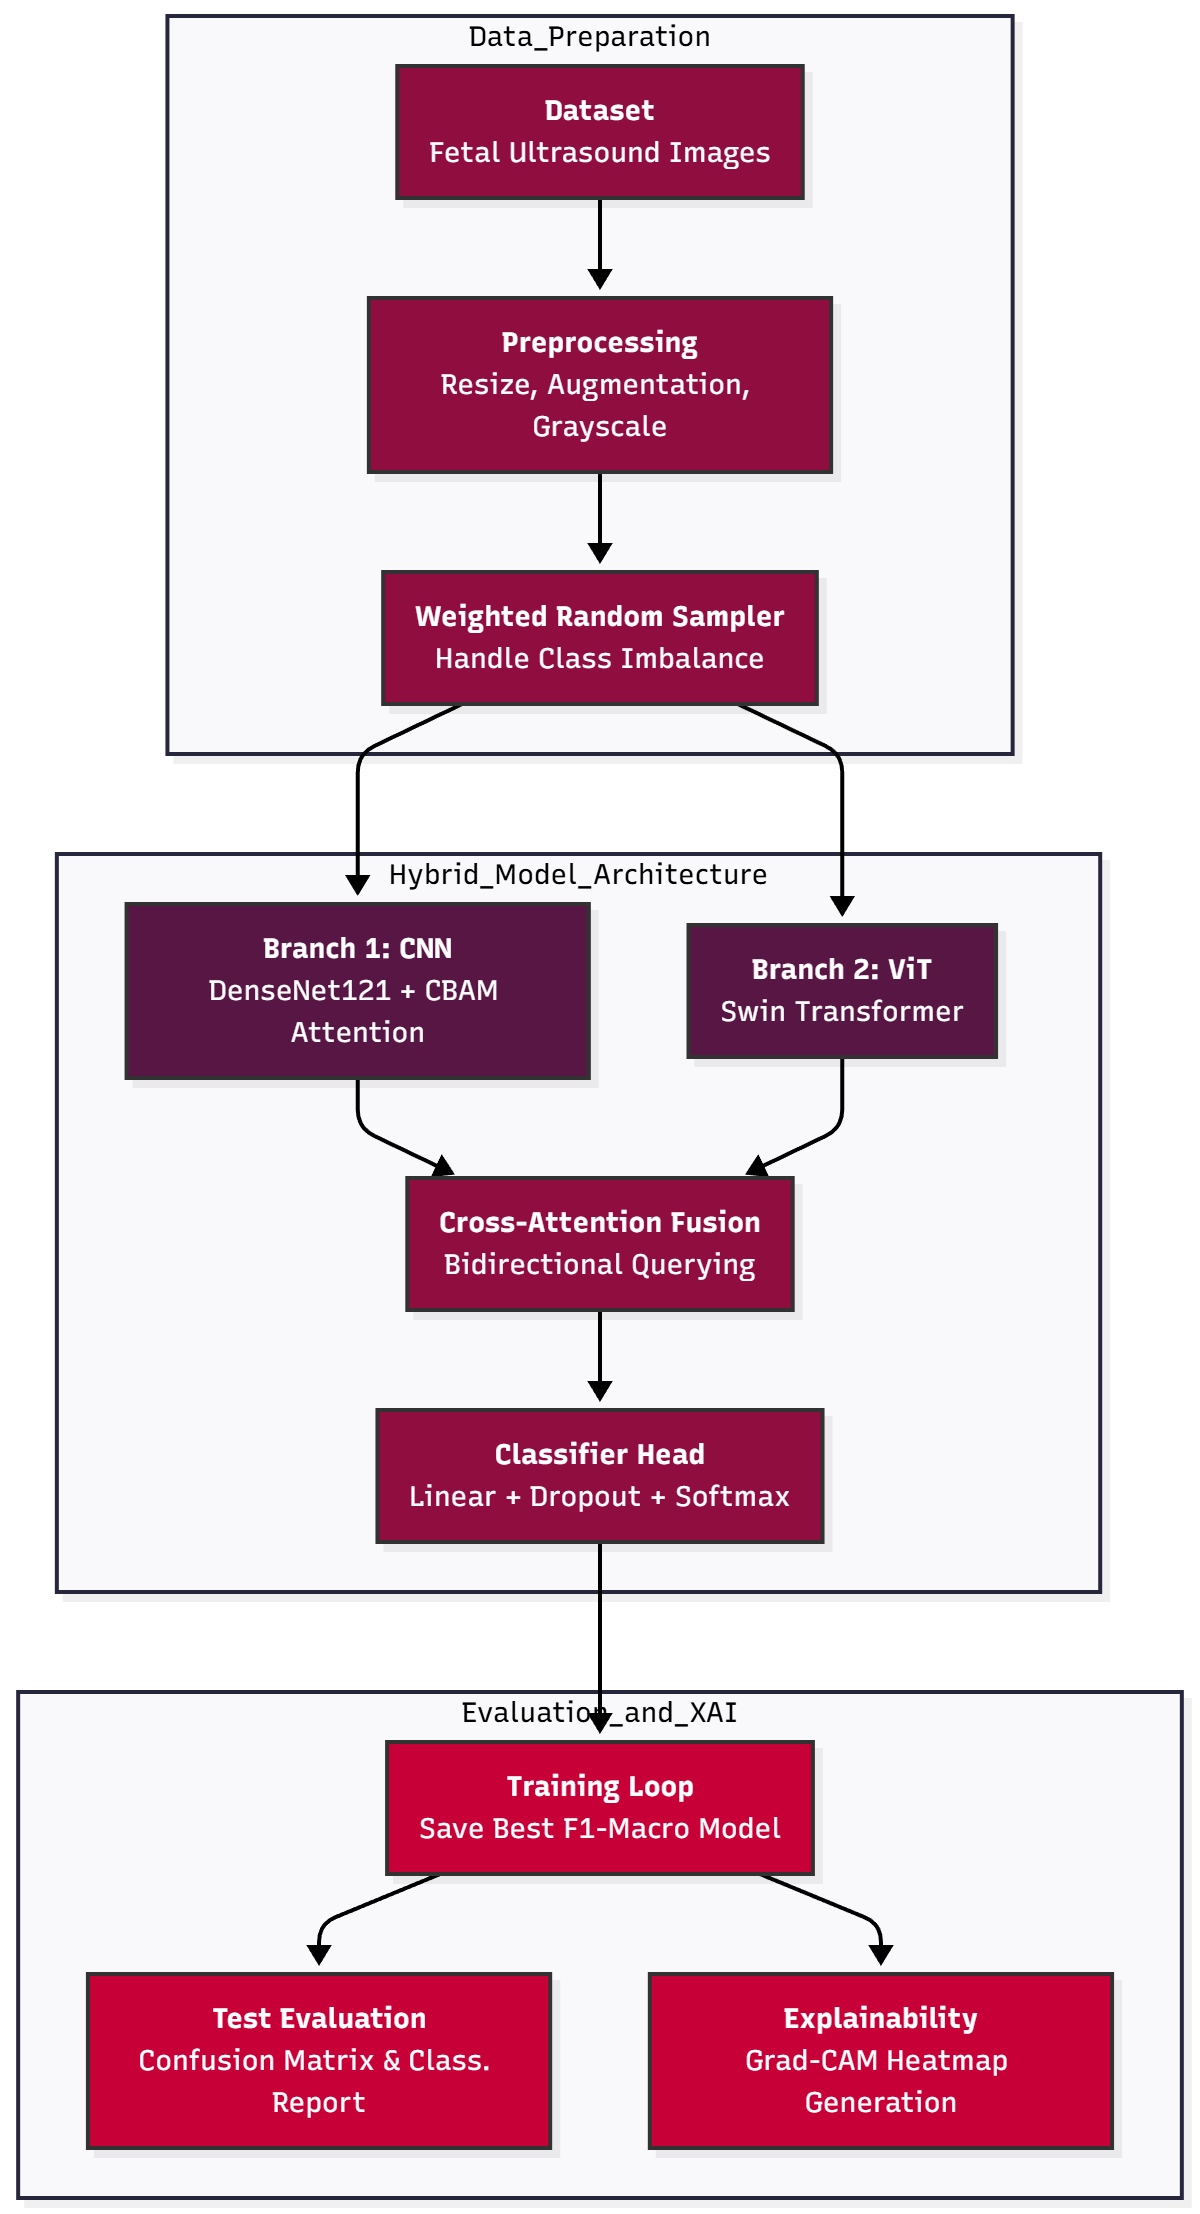 Data_Preparation
Dataset
Fetal Ultrasound Images
Preprocessing
Resize, Augmentation,
Grayscale
Weighted Random Sampler
Handle Class Imbalance
Hybrid_Model_Architecture
Branch 1: CNN
DenseNet121 + CBAM
Attention
Branch 2: ViT
Swin Transformer
Cross-Attention Fusion
Bidirectional Querying
Classifier Head
Linear + Dropout + Softmax
Evaluation_and_XAI
Training Loop
Save Best F1-Macro Model
Test Evaluation
Confusion Matrix & Class.
Report
Explainability
Grad-CAM Heatmap
Generation